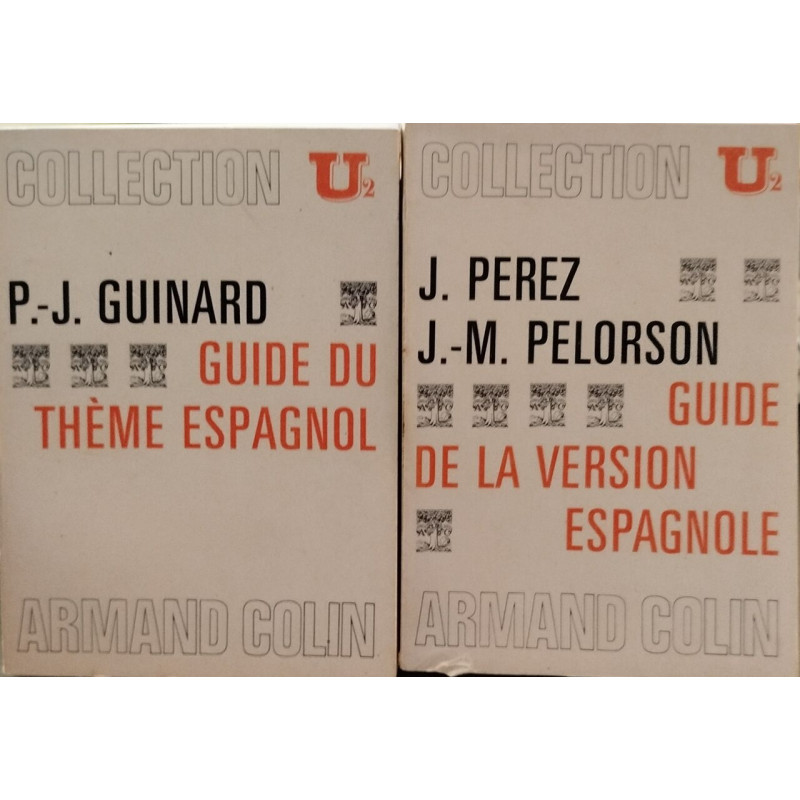 COLLECTION U2
P.-J. GUINARD
GUIDE DU
THÈME ESPAGNOL
ARMAND COLIN
COLLECTION U2
J. PEREZ
J.-M. PELORSON
GUIDE
DE LA VERSION
ESPAGNOLE
ARMAND COLIN